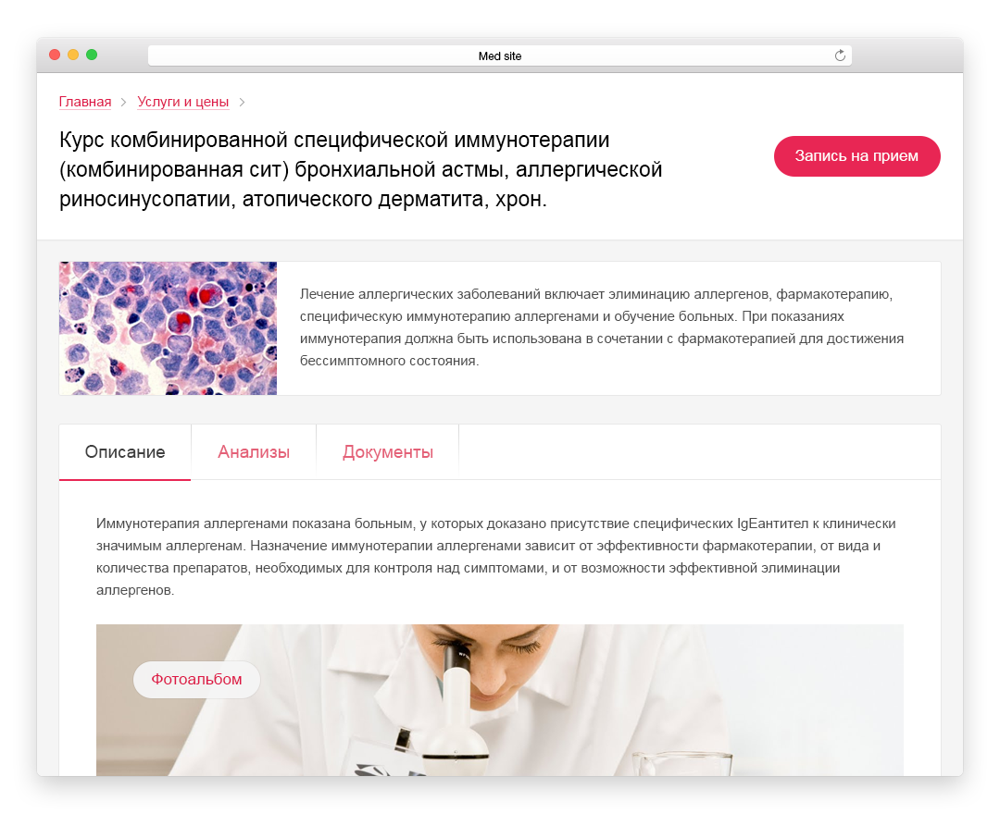 Med site
Главная
Услуги и цены
Курс комбинированной специфической иммунотерапии
(комбинированная сит) бронхиальной астмы, аллергической
риносинусопатии, атопического дерматита, хрон.
Запись на прием
Лечение аллергических заболеваний включает элиминацию аллергенов, фармакотерапию,
специфическую иммунотерапию аллергенами и обучение больных. При показаниях
иммунотерапия должна быть использована в сочетании с фармакотерапией для достижения
бессимптомного состояния.
Описание
Анализы
Документы
Иммунотерапия аллергенами показана больным, у которых доказано присутствие специфических IgEантител к клинически
значимым аллергенам. Назначение иммунотерапии аллергенами зависит от эффективности фармакотерапии, от вида и
количества препаратов, необходимых для контроля над симптомами, и от возможности эффективной элиминации
аллергенов.
Фотоальбом